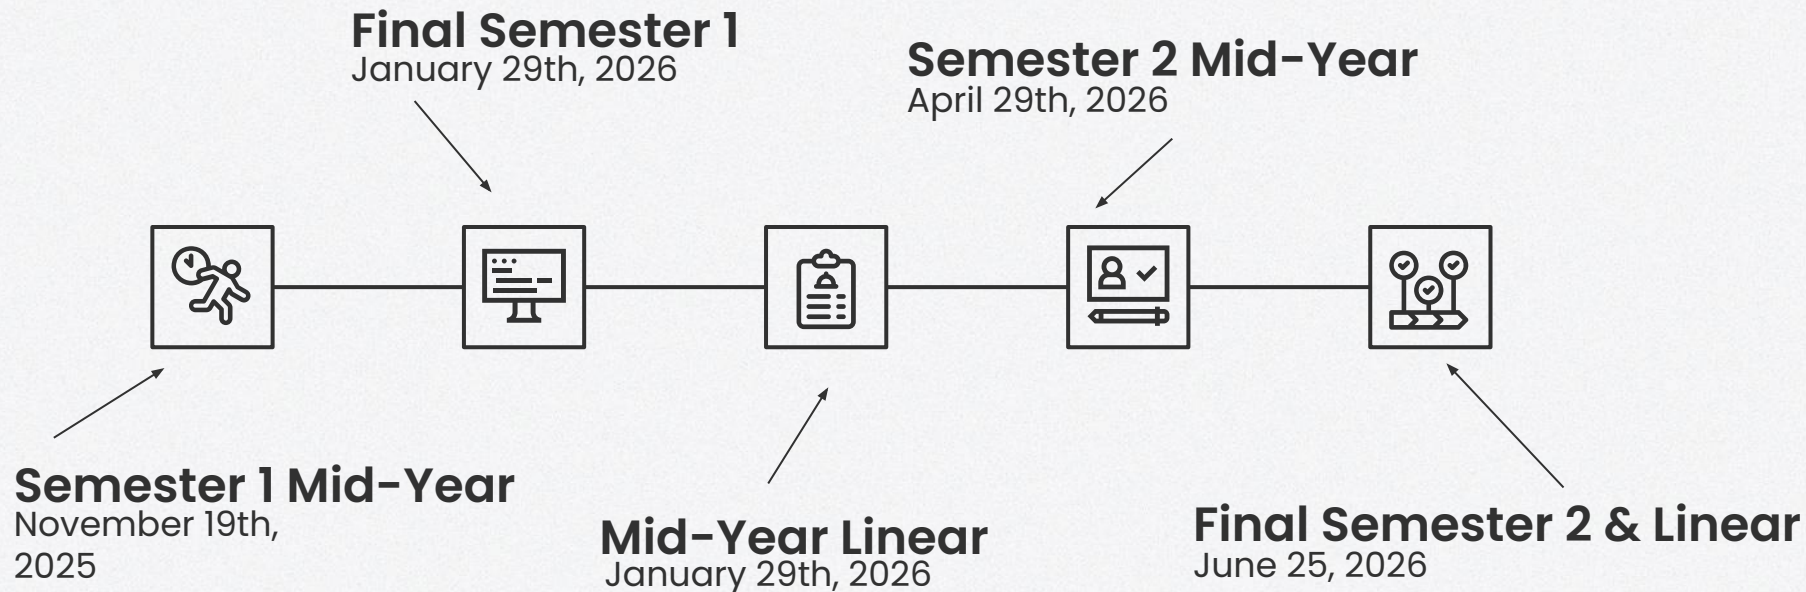 Final Semester 1
January 29th, 2026
Semester 2 Mid-Year
April 29th, 2026
Semester 1 Mid-Year
November 19th,
2025
Mid-Year Linear
January 29th, 2026
Final Semester 2 & Linear
June 25, 2026